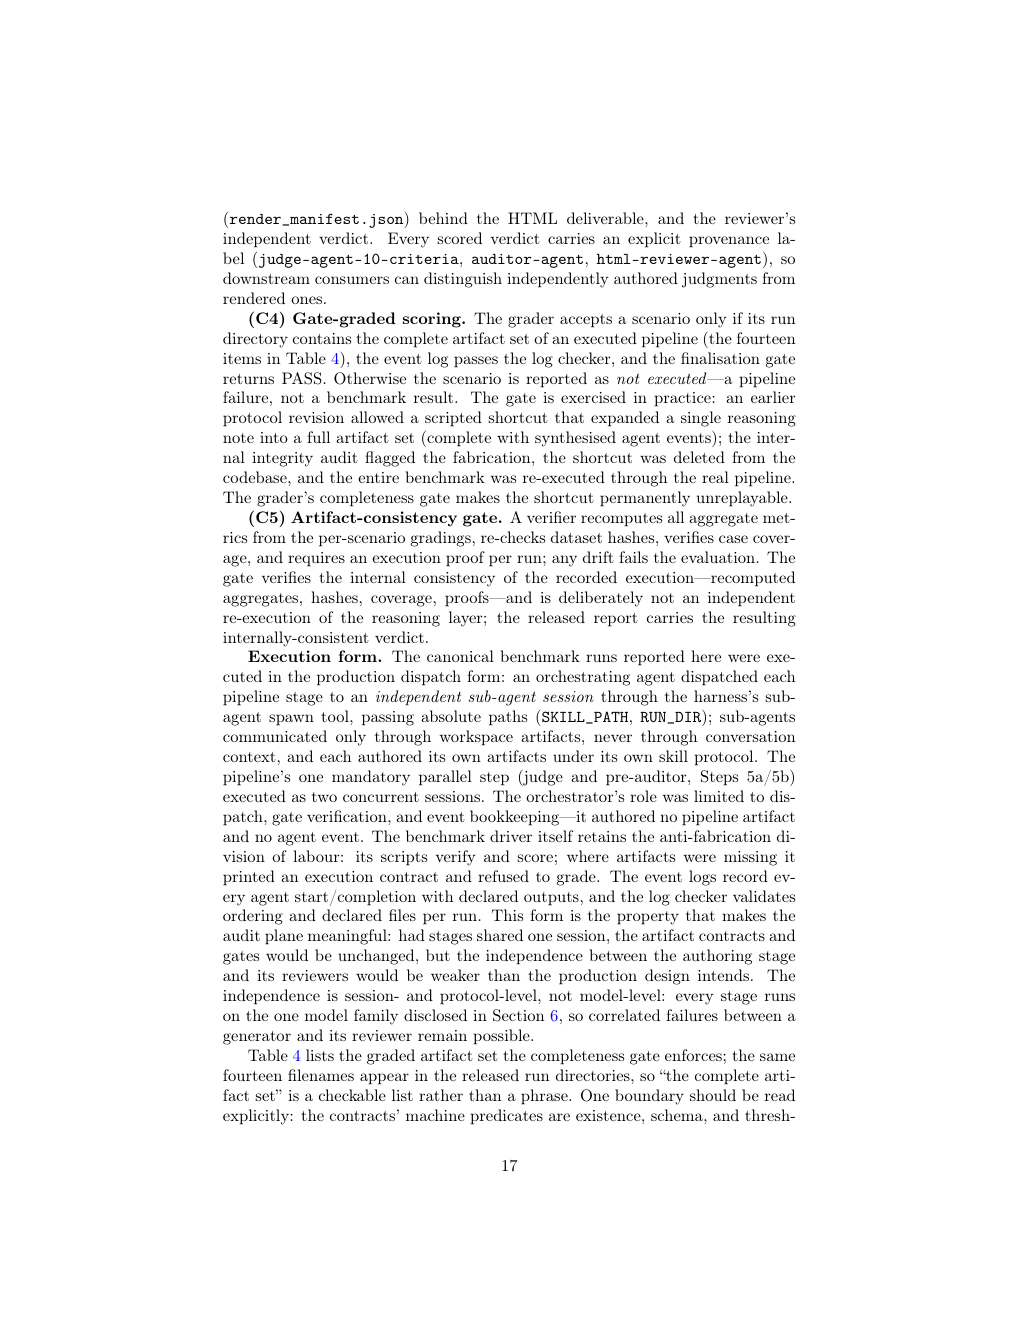 (render_manifest.json) behind the HTML deliverable, and the reviewer's
independent verdict. Every scored verdict carries an explicit provenance la-
bel (judge-agent-10-criteria, auditor-agent, html-reviewer-agent), so
downstream consumers can distinguish independently authored judgments from
rendered ones.
(C4) Gate-graded scoring. The grader accepts a scenario only if its run
directory contains the complete artifact set of an executed pipeline (the fourteen
items in Table 4), the event log passes the log checker, and the finalisation gate
returns PASS. Otherwise the scenario is reported as not executed—a pipeline
failure, not a benchmark result. The gate is exercised in practice: an earlier
protocol revision allowed a scripted shortcut that expanded a single reasoning
note into a full artifact set (complete with synthesised agent events); the inter-
nal integrity audit flagged the fabrication, the shortcut was deleted from the
codebase, and the entire benchmark was re-executed through the real pipeline.
The grader's completeness gate makes the shortcut permanently unreplayable.
(C5) Artifact-consistency gate. A verifier recomputes all aggregate met-
rics from the per-scenario gradings, re-checks dataset hashes, verifies case cover-
age, and requires an execution proof per run; any drift fails the evaluation. The
gate verifies the internal consistency of the recorded execution—recomputed
aggregates, hashes, coverage, proofs—and is deliberately not an independent
re-execution of the reasoning layer; the released report carries the resulting
internally-consistent verdict.
Execution form. The canonical benchmark runs reported here were exe-
cuted in the production dispatch form: an orchestrating agent dispatched each
pipeline stage to an independent sub-agent session through the harness's sub-
agent spawn tool, passing absolute paths (SKILL_PATH, RUN_DIR); sub-agents
communicated only through workspace artifacts, never through conversation
context, and each authored its own artifacts under its own skill protocol. The
pipeline's one mandatory parallel step (judge and pre-auditor, Steps 5a/5b)
executed as two concurrent sessions. The orchestrator's role was limited to dis-
patch, gate verification, and event bookkeeping—it authored no pipeline artifact
and no agent event. The benchmark driver itself retains the anti-fabrication di-
vision of labour: its scripts verify and score; where artifacts were missing it
printed an execution contract and refused to grade. The event logs record ev-
ery agent start/completion with declared outputs, and the log checker validates
ordering and declared files per run. This form is the property that makes the
audit plane meaningful: had stages shared one session, the artifact contracts and
gates would be unchanged, but the independence between the authoring stage
and its reviewers would be weaker than the production design intends. The
independence is session- and protocol-level, not model-level: every stage runs
on the one model family disclosed in Section 6, so correlated failures between a
generator and its reviewer remain possible.
Table 4 lists the graded artifact set the completeness gate enforces; the same
fourteen filenames appear in the released run directories, so “the complete arti-
fact set” is a checkable list rather than a phrase. One boundary should be read
explicitly: the contracts' machine predicates are existence, schema, and thresh-
17